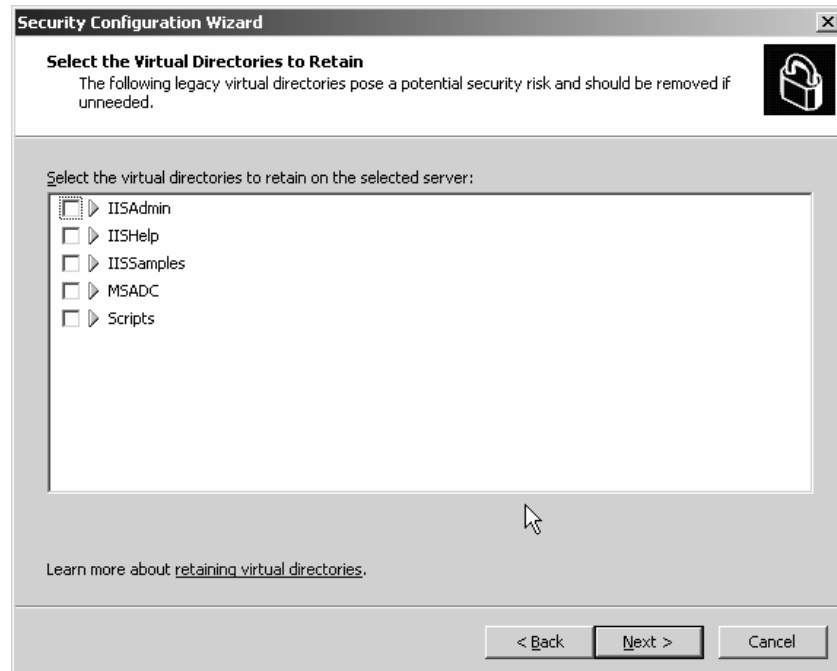 Security Configuration Wizard
Select the Virtual Directories to Retain
The following legacy virtual directories pose a potential security risk and should be removed if
unneeded.
Select the virtual directories to retain on the selected server:
IISAdmin
IISHelp
IISSamples
MSADC
Scripts
Learn more about retaining virtual directories.
< Back Next > Cancel